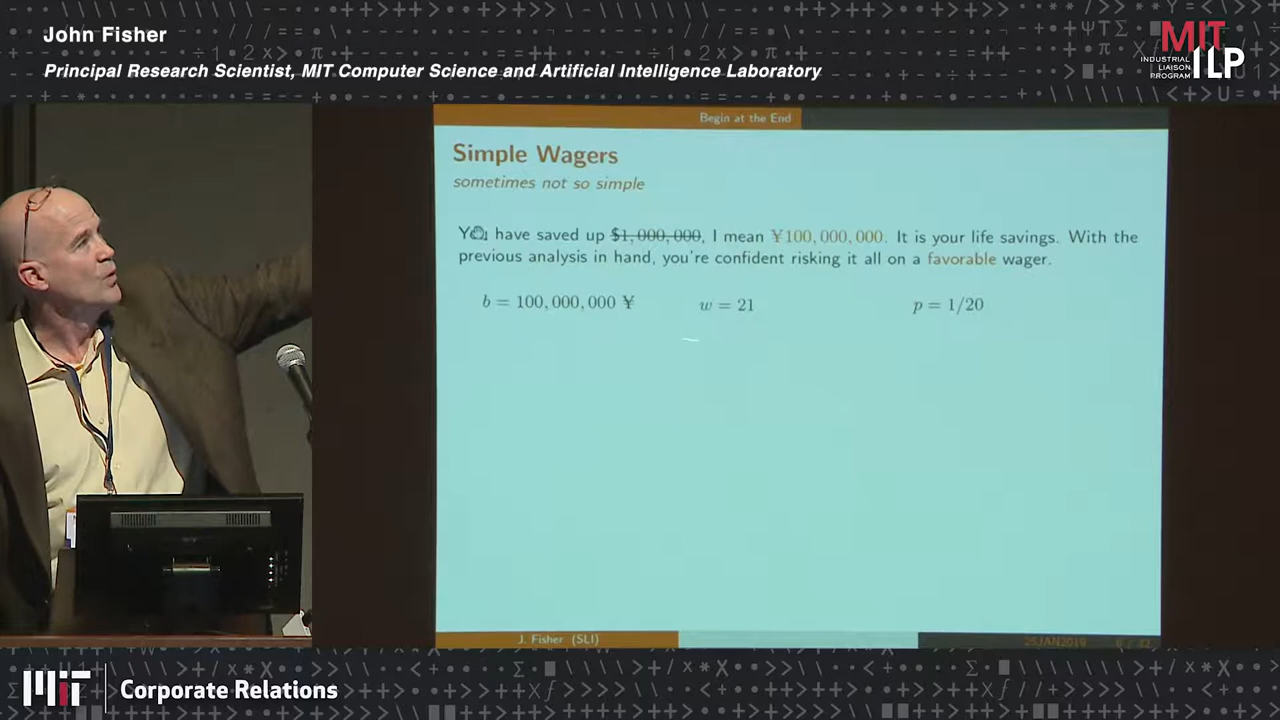 John Fisher
Principal Research Scientist, MIT Computer Science and Artificial Intelligence Laboratory
MIT
INDUSTRIAL
LIAISON
PROGRAM
ILP
Begin at the End
Simple Wagers
sometimes not so simple
You have saved up $1,000,000, I mean ¥100,000,000. It is your life savings. With the
previous analysis in hand, you're confident risking it all on a favorable wager.
b = 100,000,000 ¥ w = 21 p = 1/20
J. Fisher (SLI)
25JAN2019
MIT Corporate Relations